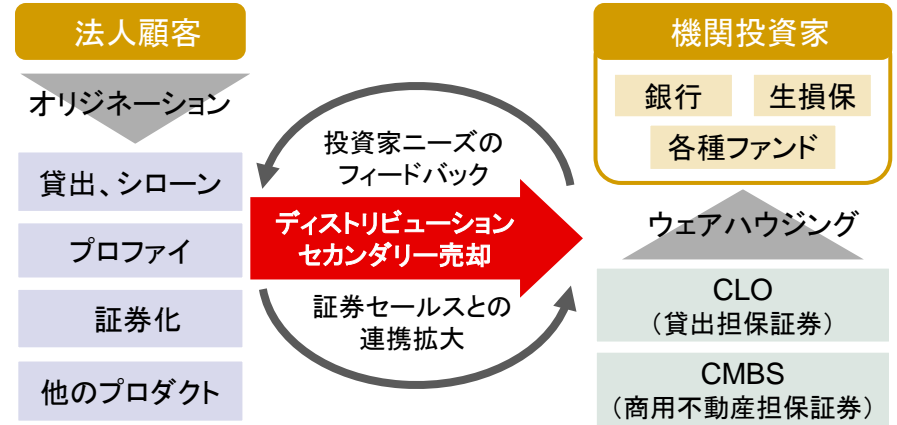 法人顧客
オリジネーション
貸出、シローン
プロファイ
証券化
他のプロダクト
投資家ニーズの
フィードバック
ディストリビューション
セカンダリー売却
証券セールスとの
連携拡大
機関投資家
銀行
生損保
各種ファンド
ウェアハウジング
CLO
（貸出担保証券）
CMBS
（商用不動産担保証券）